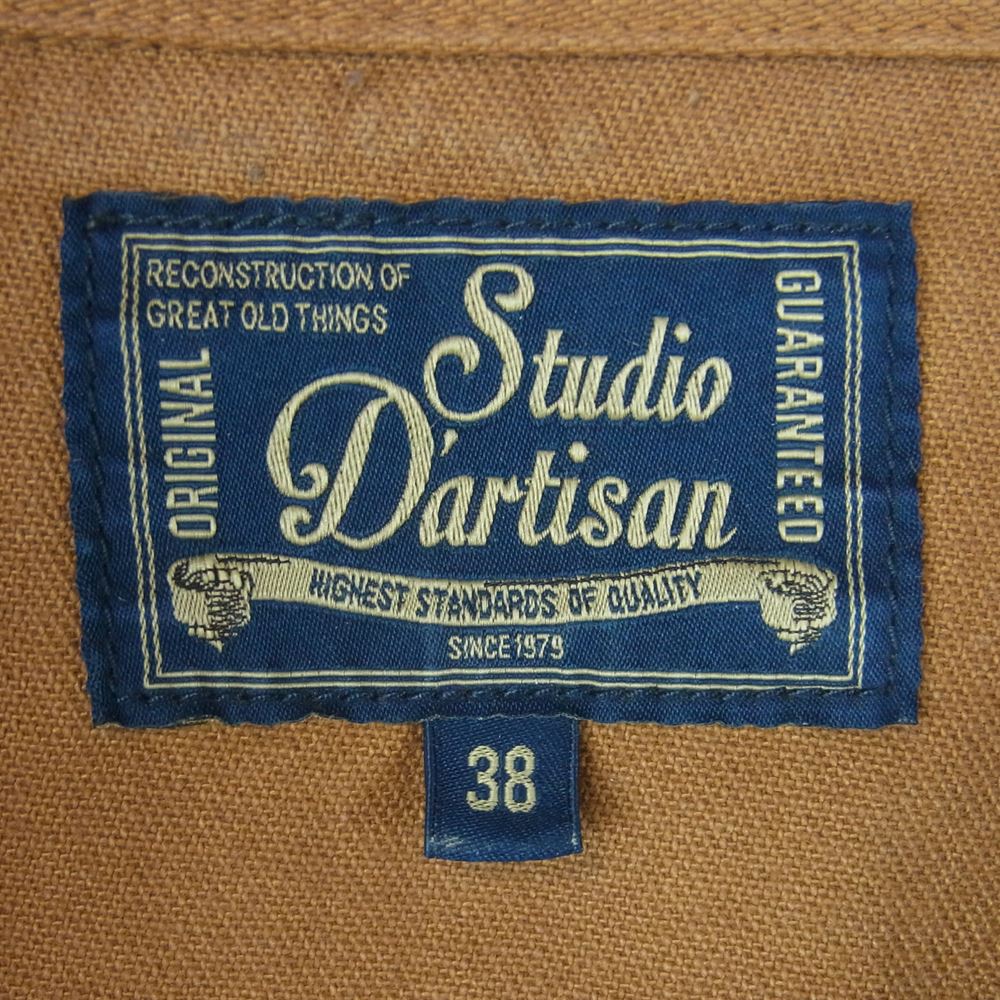 RECONSTRUCTION OF
GREAT OLD THINGS
ORIGINAL
Studio
D'artisan
GUARANTEED
HIGHEST STANDARDS OF QUALITY
SINCE 1979
38